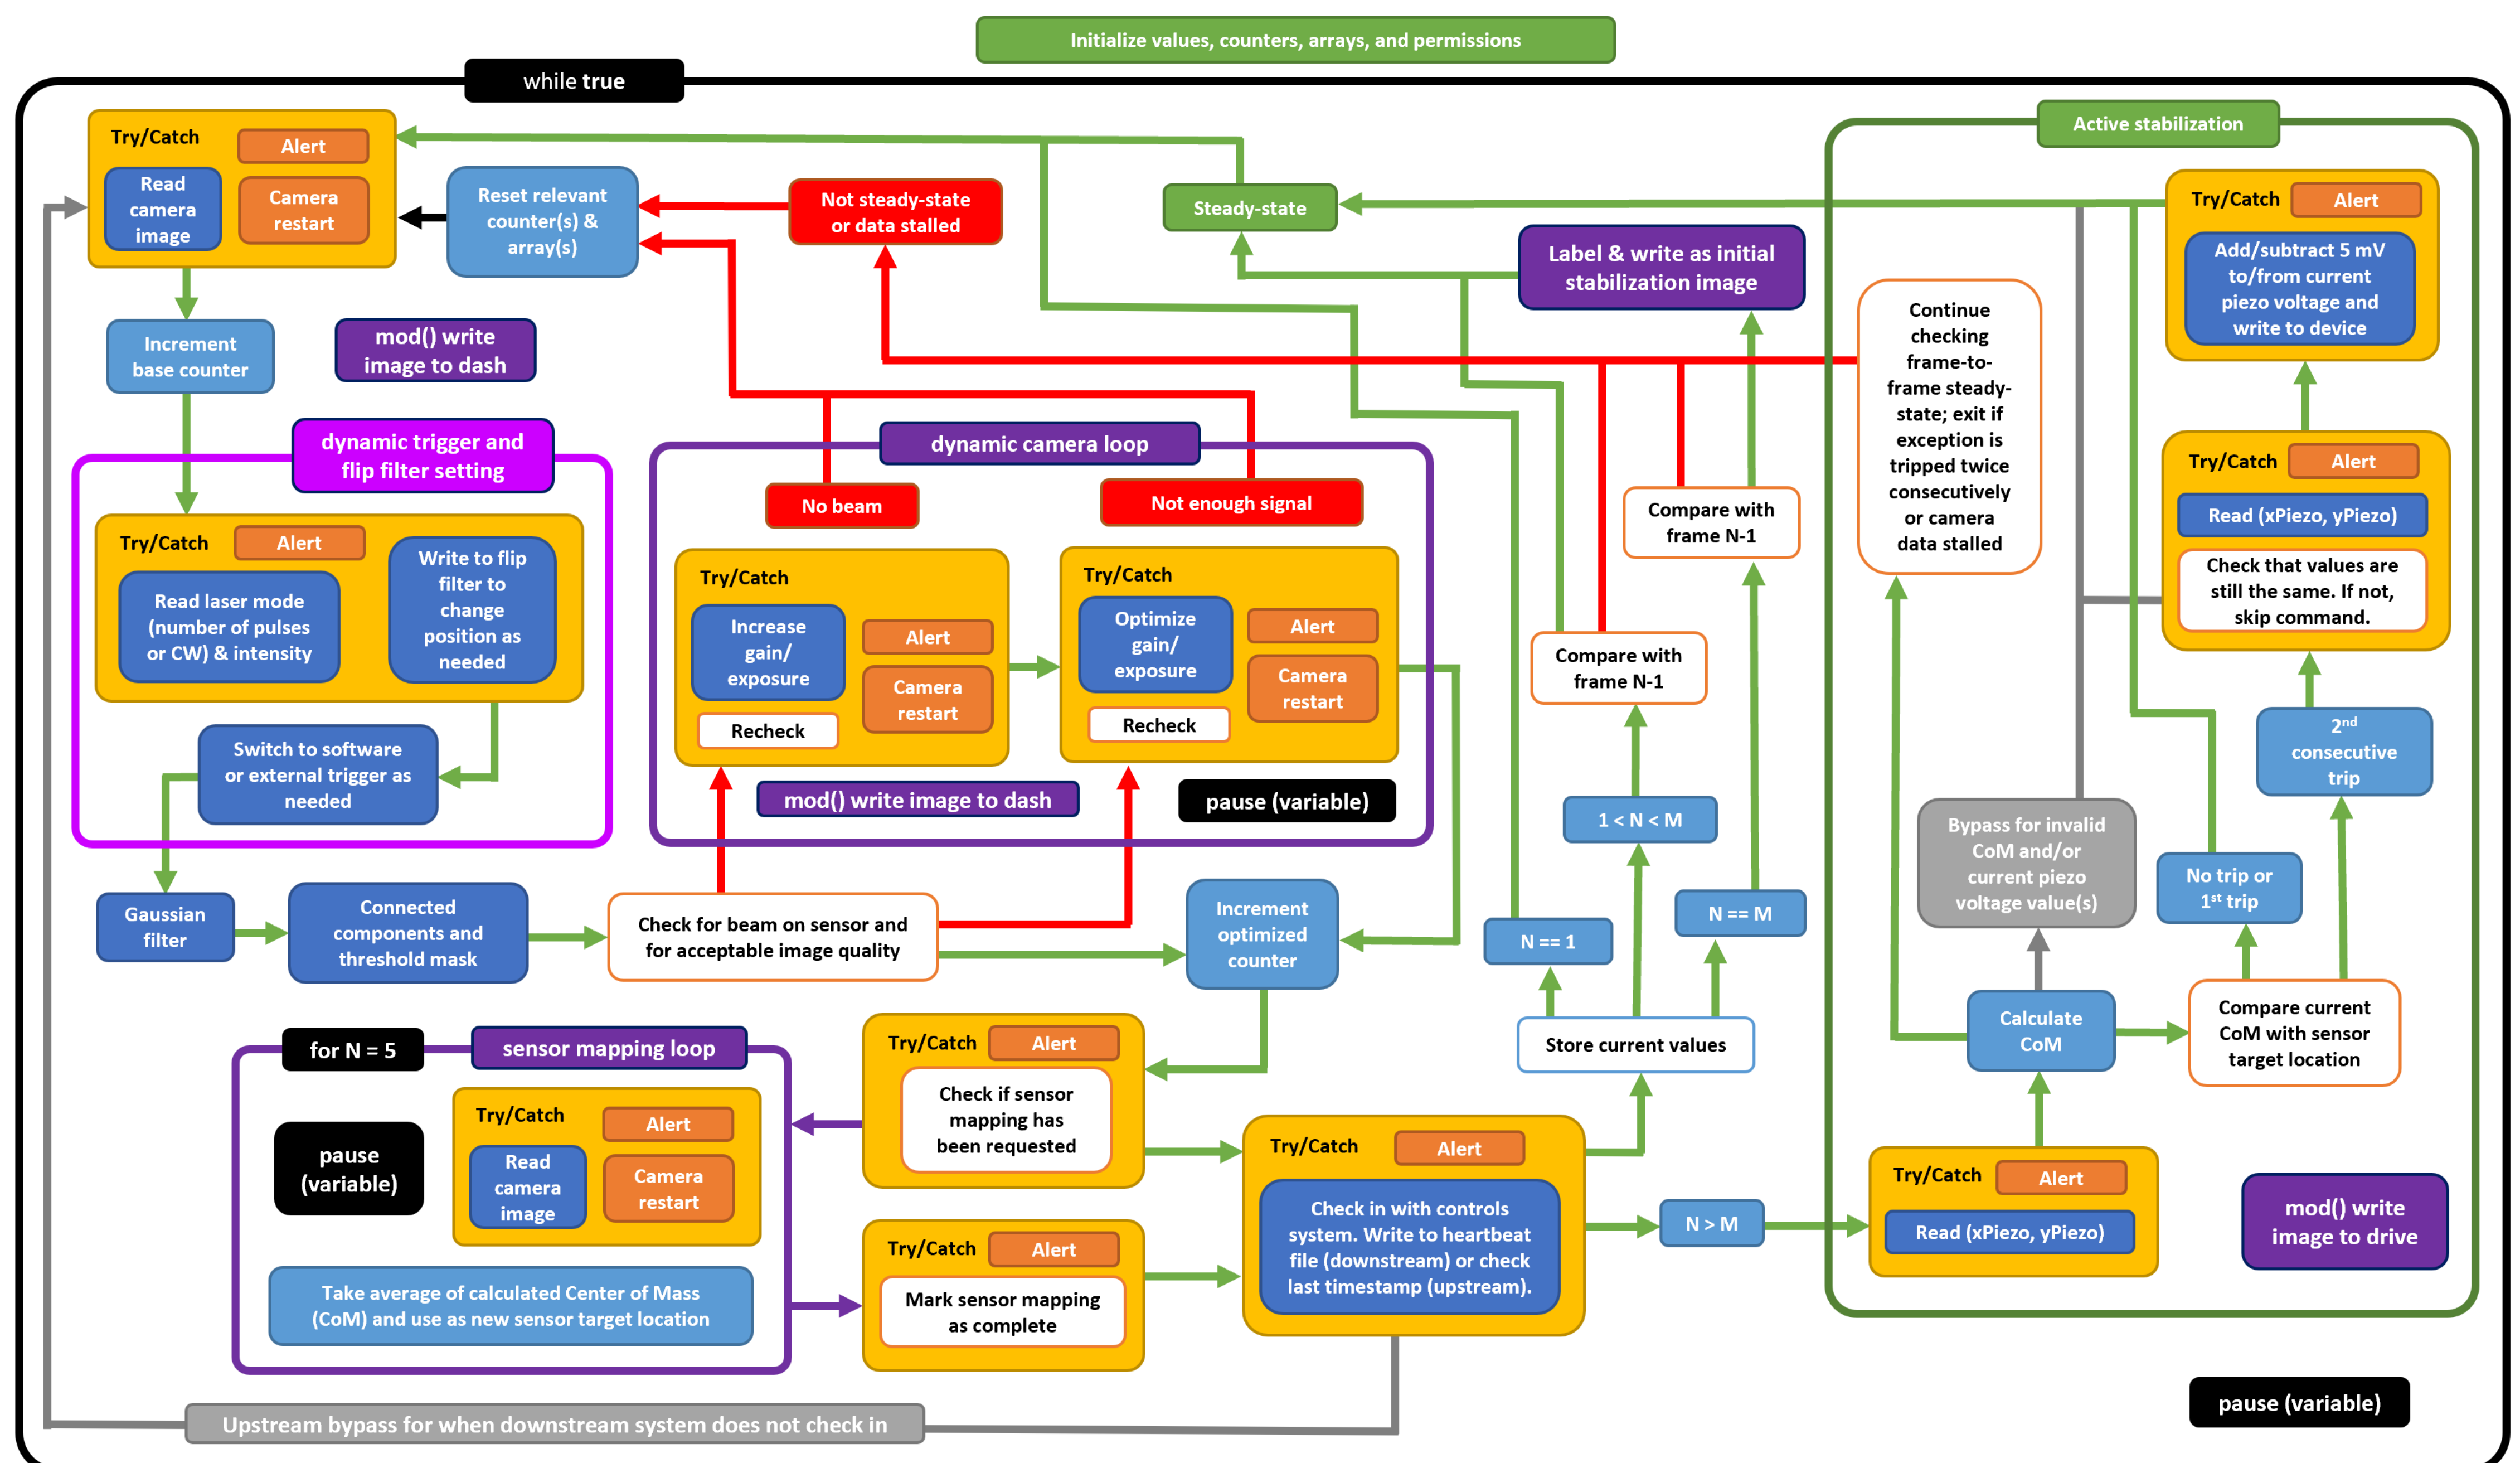 Initialize values, counters, arrays, and permissions
while true
Active stabilization
Try/Catch
Alert
Read
camera
image
Camera
restart
Reset relevant
counter(s) &
array(s)
Not steady-state
or data stalled
Steady-state
Label & write as initial
stabilization image
Try/Catch
Alert
Add/subtract 5 mV
to/from current
piezo voltage and
write to device
Increment
base counter
mod() write
image to dash
Continue
checking
frame-to-
frame steady-
state; exit if
exception is
tripped twice
consecutively
or camera
data stalled
dynamic trigger and
flip filter setting
Try/Catch
Alert
Read laser mode
(number of pulses
or CW) & intensity
Write to flip
filter to
change
position as
needed
Switch to software
or external trigger as
needed
dynamic camera loop
No beam
Not enough signal
Try/Catch
Increase
gain/
exposure
Alert
Camera
restart
Recheck
Try/Catch
Optimize
gain/
exposure
Alert
Camera
restart
Recheck
mod() write image to dash
pause (variable)
Compare with
frame N-1
Compare with
frame N-1
Try/Catch
Alert
Read (xPiezo, yPiezo)
Check that values are
still the same. If not,
skip command.
2nd
consecutive
trip
1 < N < M
Bypass for invalid
CoM and/or
current piezo
voltage value(s)
No trip or
1st trip
Gaussian
filter
Connected
components and
threshold mask
Check for beam on sensor and
for acceptable image quality
Increment
optimized
counter
N == 1
N == M
Store current values
Calculate
CoM
Compare current
CoM with sensor
target location
for N = 5
sensor mapping loop
pause
(variable)
Try/Catch
Alert
Read
camera
image
Camera
restart
Take average of calculated Center of Mass
(CoM) and use as new sensor target location
Try/Catch
Alert
Check if sensor
mapping has
been requested
Try/Catch
Alert
Mark sensor mapping
as complete
Try/Catch
Alert
Check in with controls
system. Write to heartbeat
file (downstream) or check
last timestamp (upstream).
N > M
Try/Catch
Alert
Read (xPiezo, yPiezo)
mod() write
image to drive
pause (variable)
Upstream bypass for when downstream system does not check in